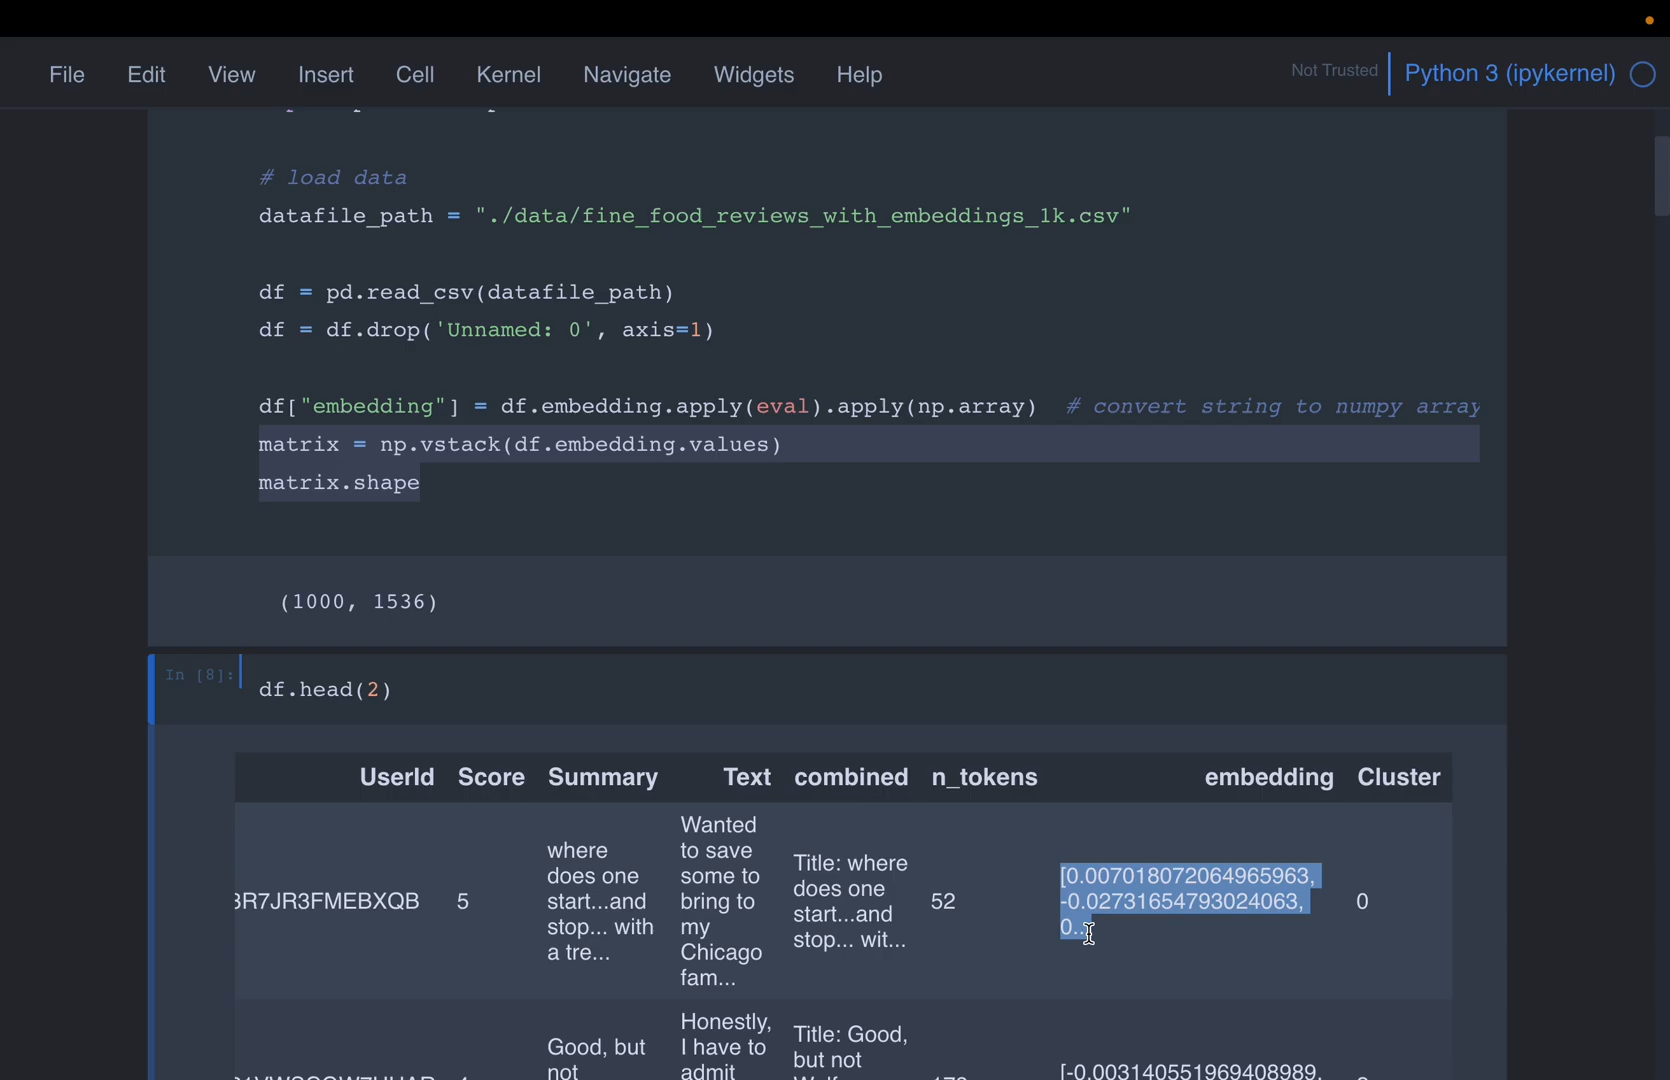 File Edit View Insert Cell Kernel Navigate Widgets Help Not Trusted Python 3 (ipykernel)
# load data
datafile_path = "./data/fine_food_reviews_with_embeddings_1k.csv"
df = pd.read_csv(datafile_path)
df = df.drop('Unnamed: 0', axis=1)
df["embedding"] = df.embedding.apply(eval).apply(np.array)  # convert string to numpy array
matrix = np.vstack(df.embedding.values)
matrix.shape
(1000, 1536)
In [8]: df.head(2)
UserId Score Summary Text combined n_tokens embedding Cluster
3R7JR3FMEBXQB
5
where
does one
start...and
stop... with
a tre...
Wanted
to save
some to
bring to
my
Chicago
fam...
Title: where
does one
start...and
stop... wit...
52
[0.007018072064965963,
-0.02731654793024063,
0...
0
Good, but
not
Honestly,
I have to
admit
Title: Good,
but not
[-0.003140551969408989,